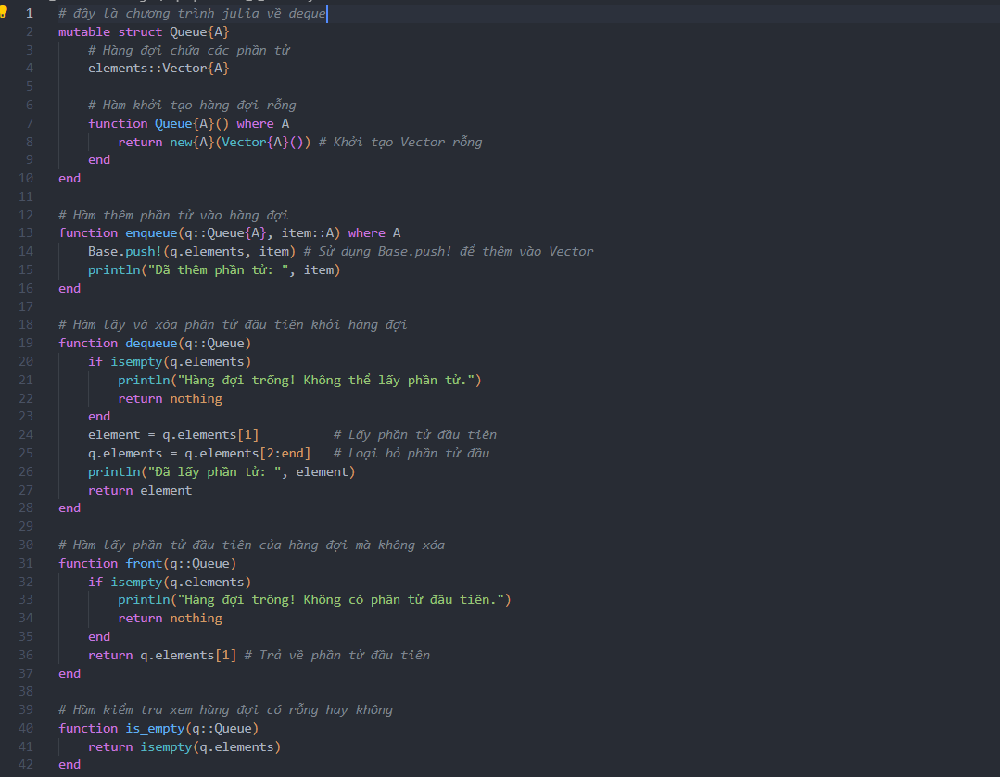 1 # đây là chương trình julia về deque
2 mutable struct Queue{A}
3     # Hàng đợi chứa các phần tử
4     elements::Vector{A}
5
6     # Hàm khởi tạo hàng đợi rỗng
7     function Queue{A}() where A
8         return new{A}(Vector{A}()) # Khởi tạo Vector rỗng
9     end
10 end
11
12 # Hàm thêm phần tử vào hàng đợi
13 function enqueue(q::Queue{A}, item::A) where A
14     Base.push!(q.elements, item) # Sử dụng Base.push! để thêm vào Vector
15     println("Đã thêm phần tử: ", item)
16 end
17
18 # Hàm lấy và xóa phần tử đầu tiên khỏi hàng đợi
19 function dequeue(q::Queue)
20     if isempty(q.elements)
21         println("Hàng đợi trống! Không thể lấy phần tử.")
22         return nothing
23     end
24     element = q.elements[1]          # Lấy phần tử đầu tiên
25     q.elements = q.elements[2:end]   # Loại bỏ phần tử đầu
26     println("Đã lấy phần tử: ", element)
27     return element
28 end
29
30 # Hàm lấy phần tử đầu tiên của hàng đợi mà không xóa
31 function front(q::Queue)
32     if isempty(q.elements)
33         println("Hàng đợi trống! Không có phần tử đầu tiên.")
34         return nothing
35     end
36     return q.elements[1] # Trả về phần tử đầu tiên
37 end
38
39 # Hàm kiểm tra xem hàng đợi có rỗng hay không
40 function is_empty(q::Queue)
41     return isempty(q.elements)
42 end